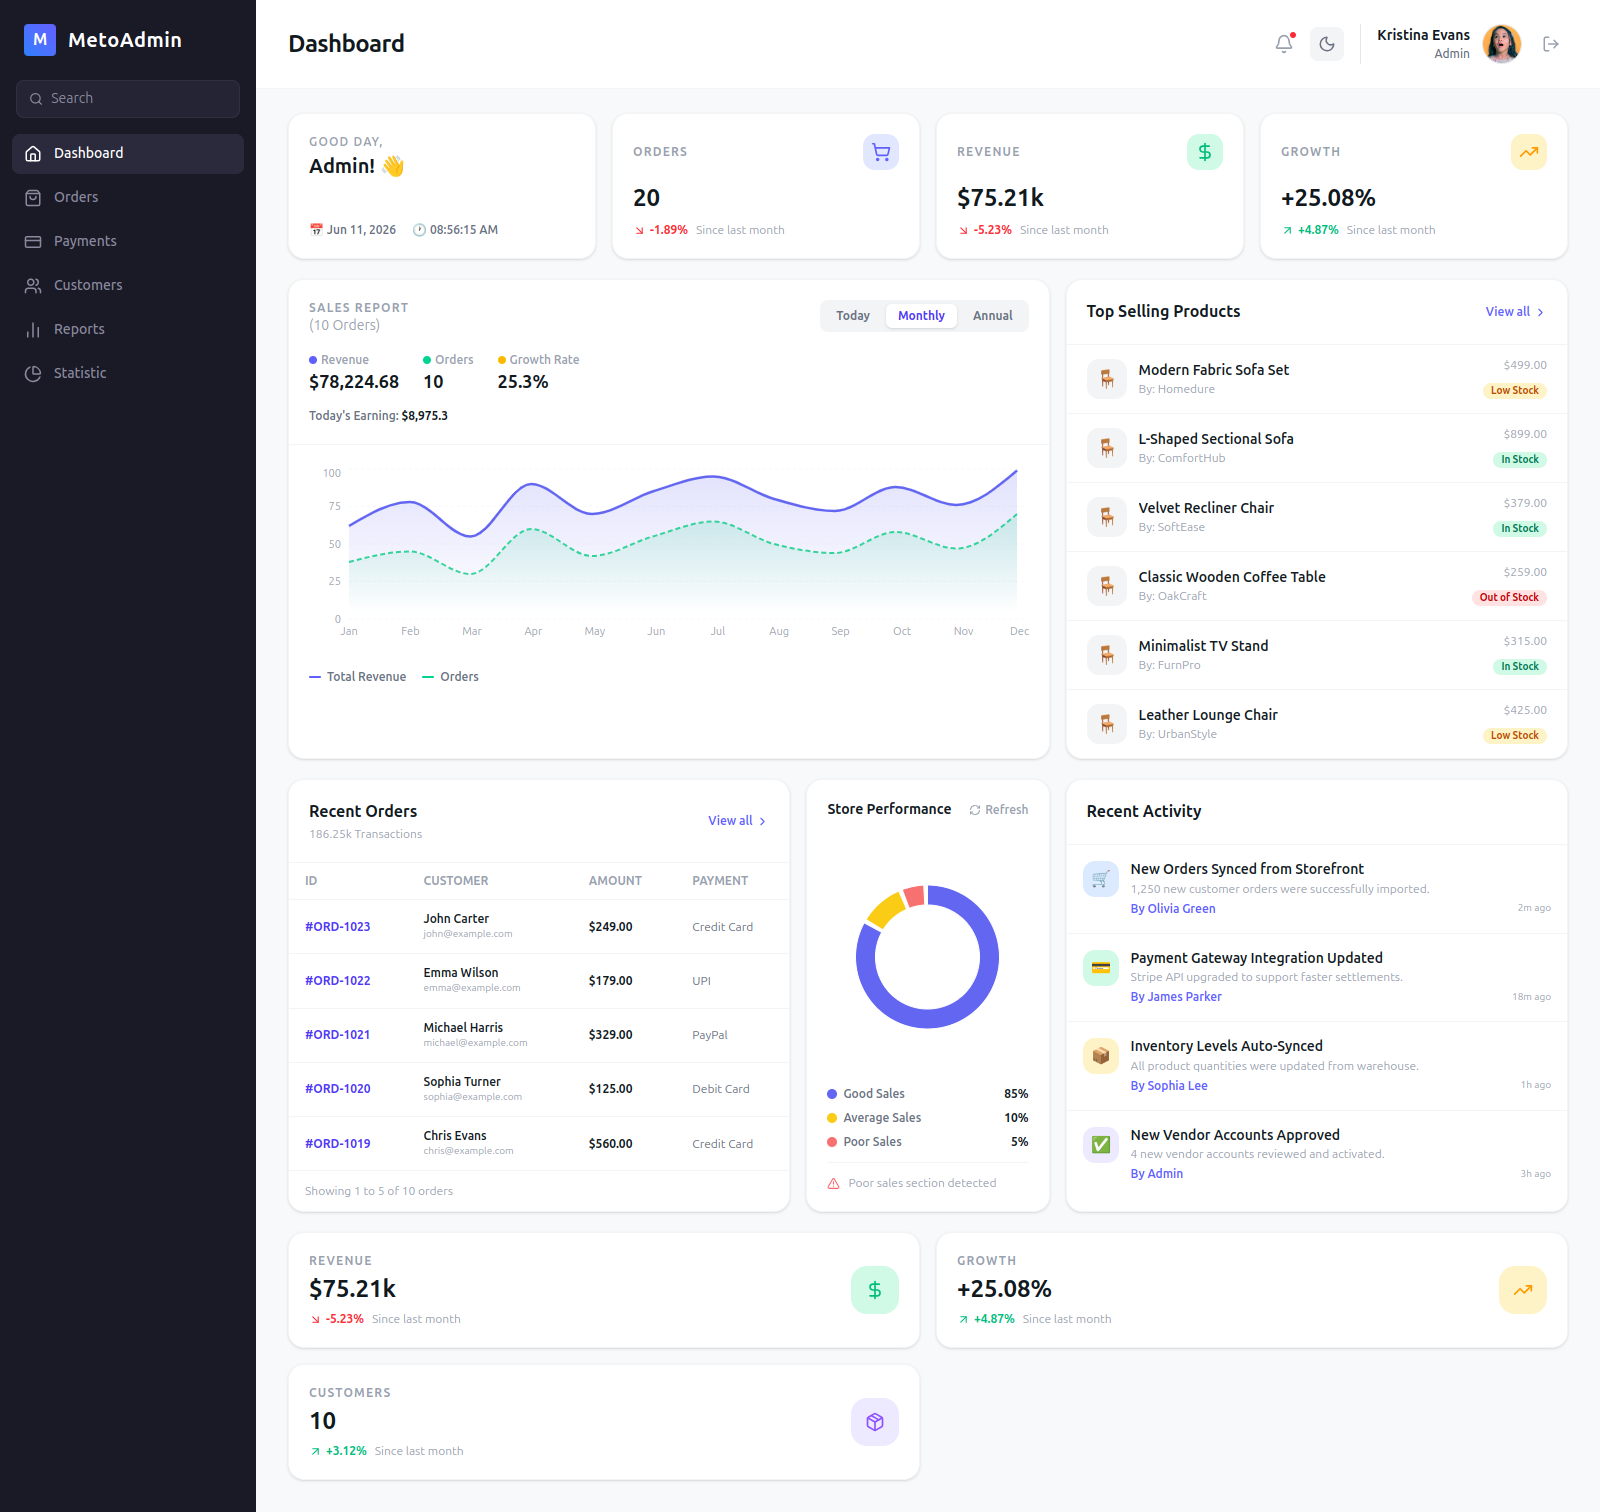 M MetoAdmin
Search
Dashboard
Orders
Payments
Customers
Reports
Statistic
Dashboard
Kristina Evans
Admin
GOOD DAY,
Admin! 👋
📅 Jun 11, 2026 🕐 08:56:15 AM
ORDERS
20
-1.89% Since last month
REVENUE
$75.21k
-5.23% Since last month
GROWTH
+25.08%
+4.87% Since last month
SALES REPORT
(10 Orders)
Today Monthly Annual
Revenue Orders Growth Rate
$78,224.68 10 25.3%
Today's Earning: $8,975.3
100
75
50
25
0
Jan Feb Mar Apr May Jun Jul Aug Sep Oct Nov Dec
Total Revenue Orders
Top Selling Products
View all
Modern Fabric Sofa Set
By: Homedure
$499.00
Low Stock
L-Shaped Sectional Sofa
By: ComfortHub
$899.00
In Stock
Velvet Recliner Chair
By: SoftEase
$379.00
In Stock
Classic Wooden Coffee Table
By: OakCraft
$259.00
Out of Stock
Minimalist TV Stand
By: FurnPro
$315.00
In Stock
Leather Lounge Chair
By: UrbanStyle
$425.00
Low Stock
Recent Orders
186.25k Transactions
View all
ID CUSTOMER AMOUNT PAYMENT
#ORD-1023 John Carter $249.00 Credit Card
john@example.com
#ORD-1022 Emma Wilson $179.00 UPI
emma@example.com
#ORD-1021 Michael Harris $329.00 PayPal
michael@example.com
#ORD-1020 Sophia Turner $125.00 Debit Card
sophia@example.com
#ORD-1019 Chris Evans $560.00 Credit Card
chris@example.com
Showing 1 to 5 of 10 orders
Store Performance
Refresh
Good Sales 85%
Average Sales 10%
Poor Sales 5%
Poor sales section detected
Recent Activity
New Orders Synced from Storefront
1,250 new customer orders were successfully imported.
By Olivia Green 2m ago
Payment Gateway Integration Updated
Stripe API upgraded to support faster settlements.
By James Parker 18m ago
Inventory Levels Auto-Synced
All product quantities were updated from warehouse.
By Sophia Lee 1h ago
New Vendor Accounts Approved
4 new vendor accounts reviewed and activated.
By Admin 3h ago
REVENUE
$75.21k
-5.23% Since last month
GROWTH
+25.08%
+4.87% Since last month
CUSTOMERS
10
+3.12% Since last month